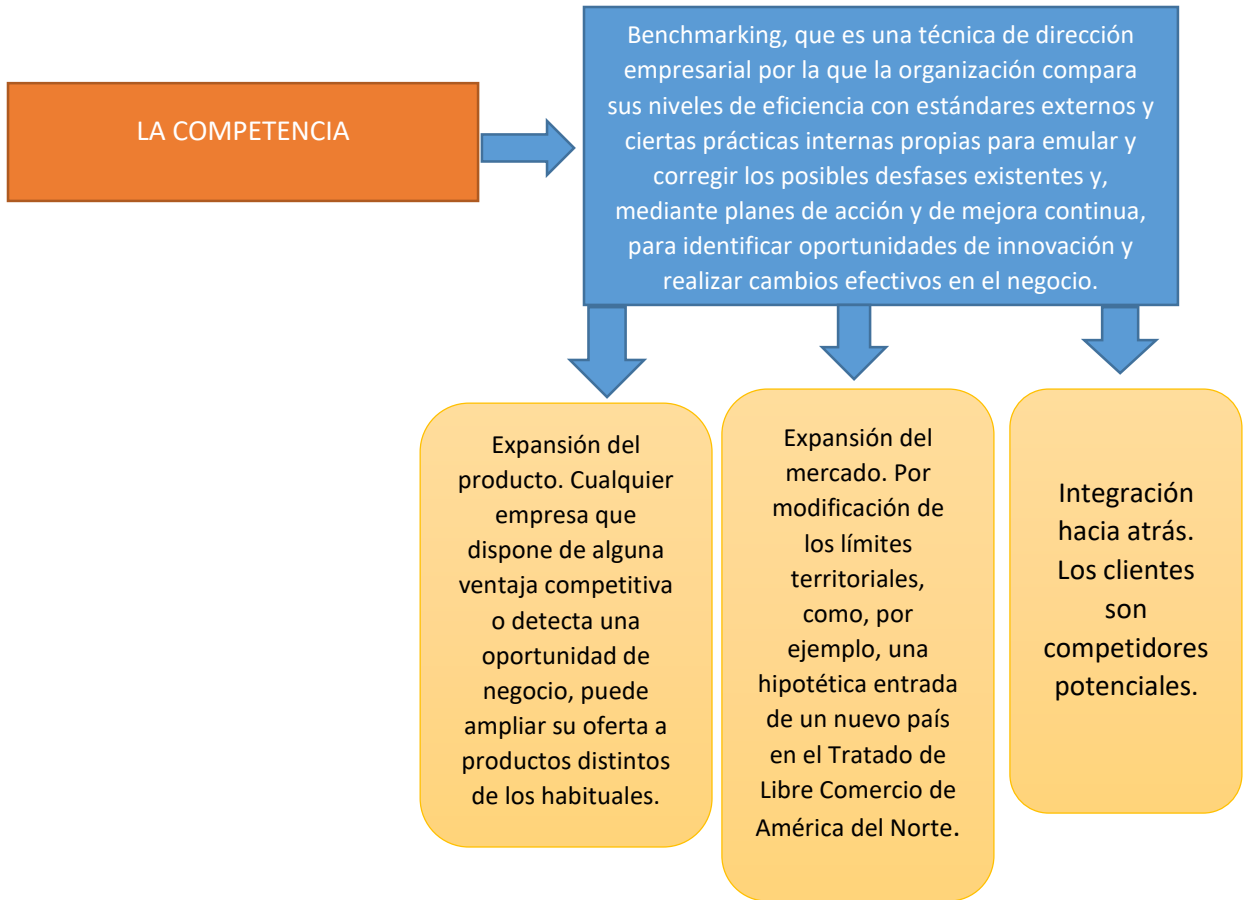 LA COMPETENCIA
Benchmarking, que es una técnica de dirección
empresarial por la que la organización compara
sus niveles de eficiencia con estándares externos y
ciertas prácticas internas propias para emular y
corregir los posibles desfases existentes y,
mediante planes de acción y de mejora continua,
para identificar oportunidades de innovación y
realizar cambios efectivos en el negocio.
Expansión del
producto. Cualquier
empresa que
dispone de alguna
ventaja competitiva
o detecta una
oportunidad de
negocio, puede
ampliar su oferta a
productos distintos
de los habituales.
Expansión del
mercado. Por
modificación de
los límites
territoriales,
como, por
ejemplo, una
hipotética entrada
de un nuevo país
en el Tratado de
Libre Comercio de
América del Norte.
Integración
hacia atrás.
Los clientes
son
competidores
potenciales.